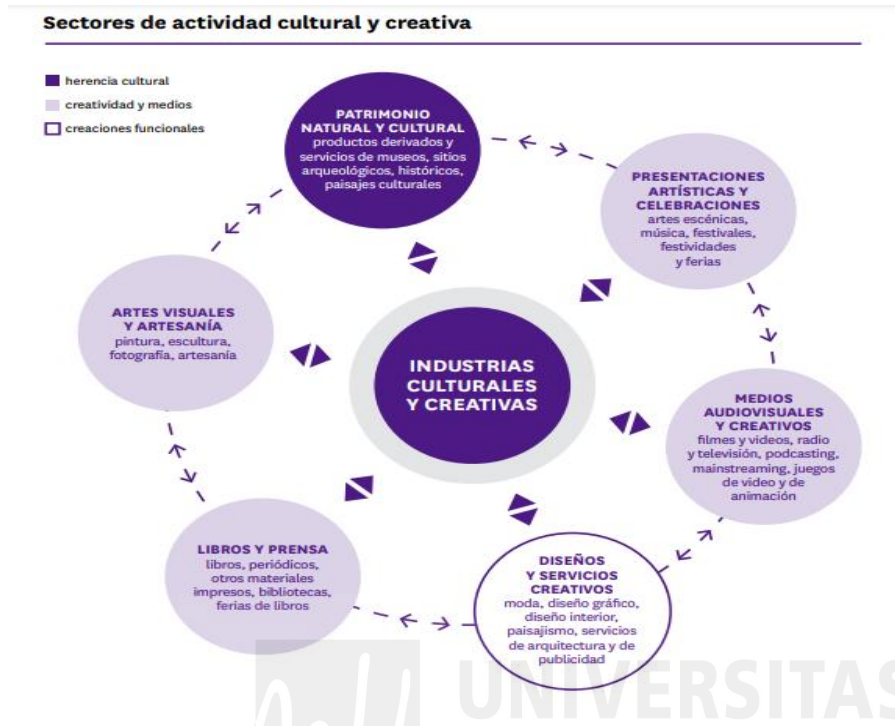 Sectores de actividad cultural y creativa
herencia cultural
creatividad y medios
creaciones funcionales
PATRIMONIO
NATURAL Y CULTURAL
productos derivados y
servicios de museos, sitios
arqueológicos, históricos,
paisajes culturales
PRESENTACIONES
ARTÍSTICAS Y
CELEBRACIONES
artes escénicas,
música, festivales,
festividades
y ferias
ARTES VISUALES
Y ARTESANÍA
pintura, escultura,
fotografía, artesanía
INDUSTRIAS
CULTURALES
Y CREATIVAS
MEDIOS
AUDIOVISUALES
Y CREATIVOS
filmes y videos, radio
y televisión, podcasting,
mainstreaming, juegos
de video y de
animación
LIBROS Y PRENSA
libros, periódicos,
otros materiales
impresos, bibliotecas,
ferias de libros
DISEÑOS
Y SERVICIOS
CREATIVOS
moda, diseño gráfico,
diseño interior,
paisajismo, servicios
de arquitectura y de
publicidad
UNIVERSITAS